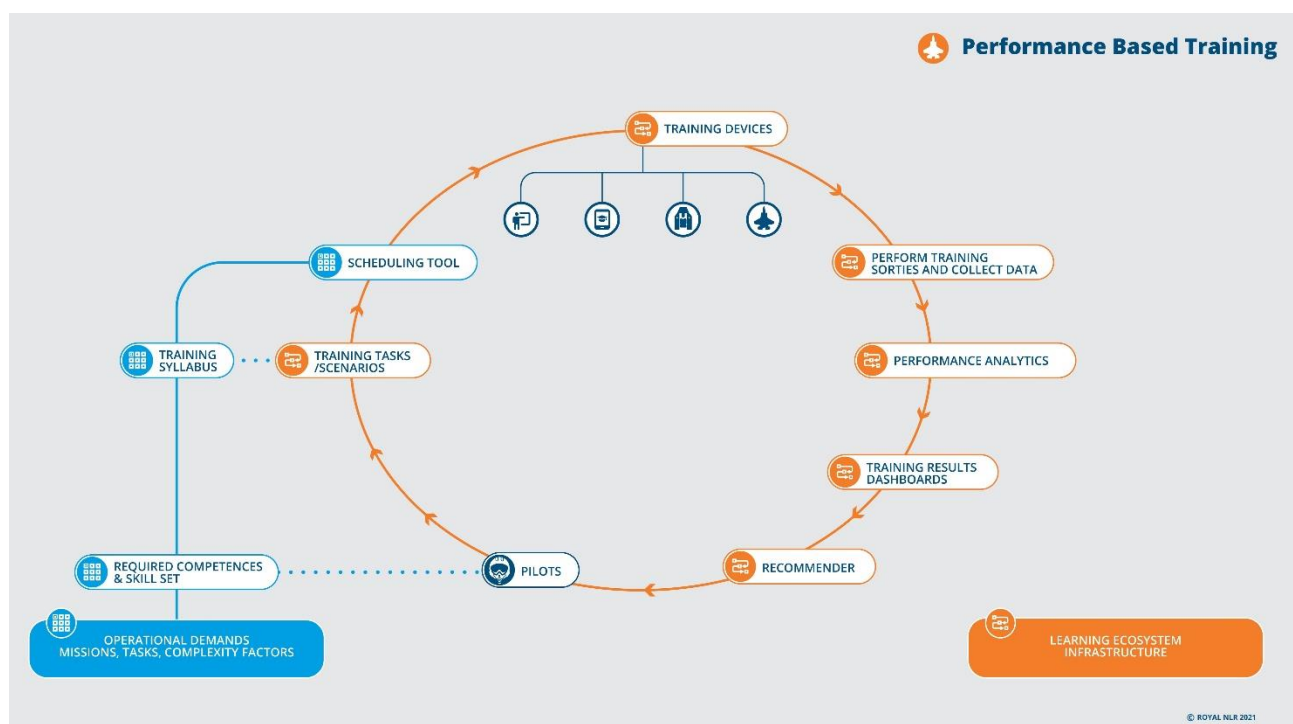 Performance Based Training
TRAINING DEVICES
SCHEDULING TOOL
PERFORM TRAINING
SORTIES AND COLLECT DATA
TRAINING
SYLLABUS
TRAINING TASKS
/SCENARIOS
PERFORMANCE ANALYTICS
TRAINING RESULTS
DASHBOARDS
REQUIRED COMPETENCES
& SKILL SET
PILOTS
RECOMMENDER
OPERATIONAL DEMANDS
MISSIONS, TASKS, COMPLEXITY FACTORS
LEARNING ECOSYSTEM
INFRASTRUCTURE
© ROYAL NLR 2021